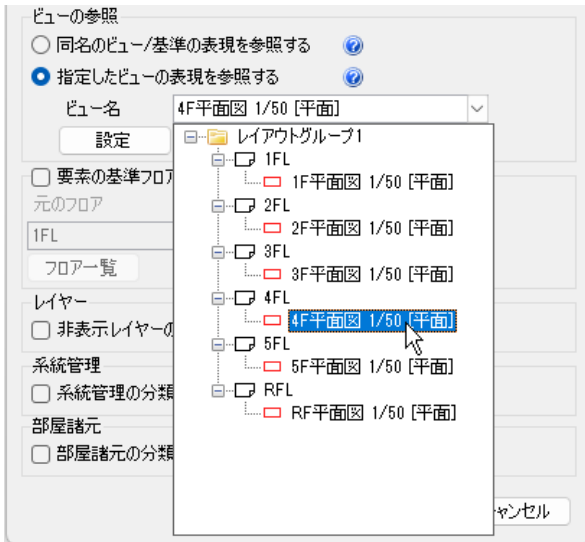 ビューの参照
同名のビュー/基準の表現を参照する
指定したビューの表現を参照する
ビュー名 4F平面図 1/50 [平面]
設定
レイアウトグループ1
1FL
1F平面図 1/50 [平面]
2FL
2F平面図 1/50 [平面]
3FL
3F平面図 1/50 [平面]
4FL
4F平面図 1/50 [平面]
5FL
5F平面図 1/50 [平面]
RFL
RF平面図 1/50 [平面]
要素の基準フロア
元のフロア
1FL
フロア一覧
レイヤー
非表示レイヤーの
系統管理
系統管理の分類
部屋諸元
部屋諸元の分類
ャンセル